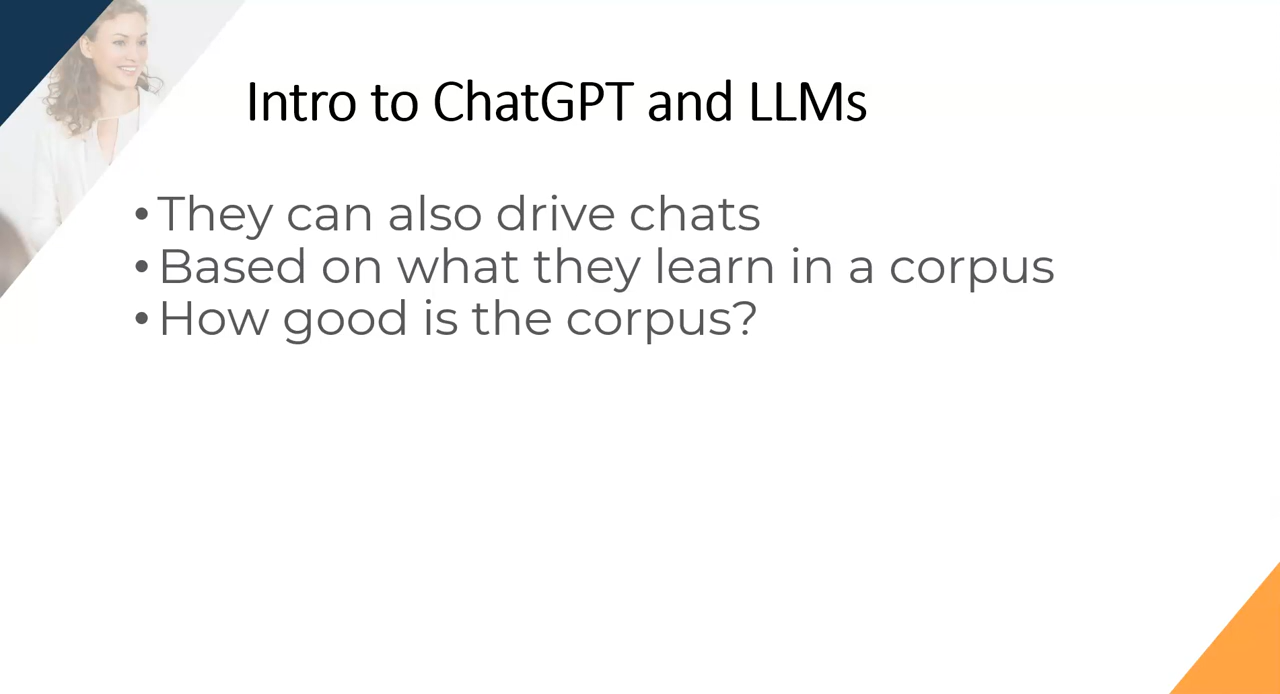 Intro to ChatGPT and LLMs
• They can also drive chats
• Based on what they learn in a corpus
• How good is the corpus?